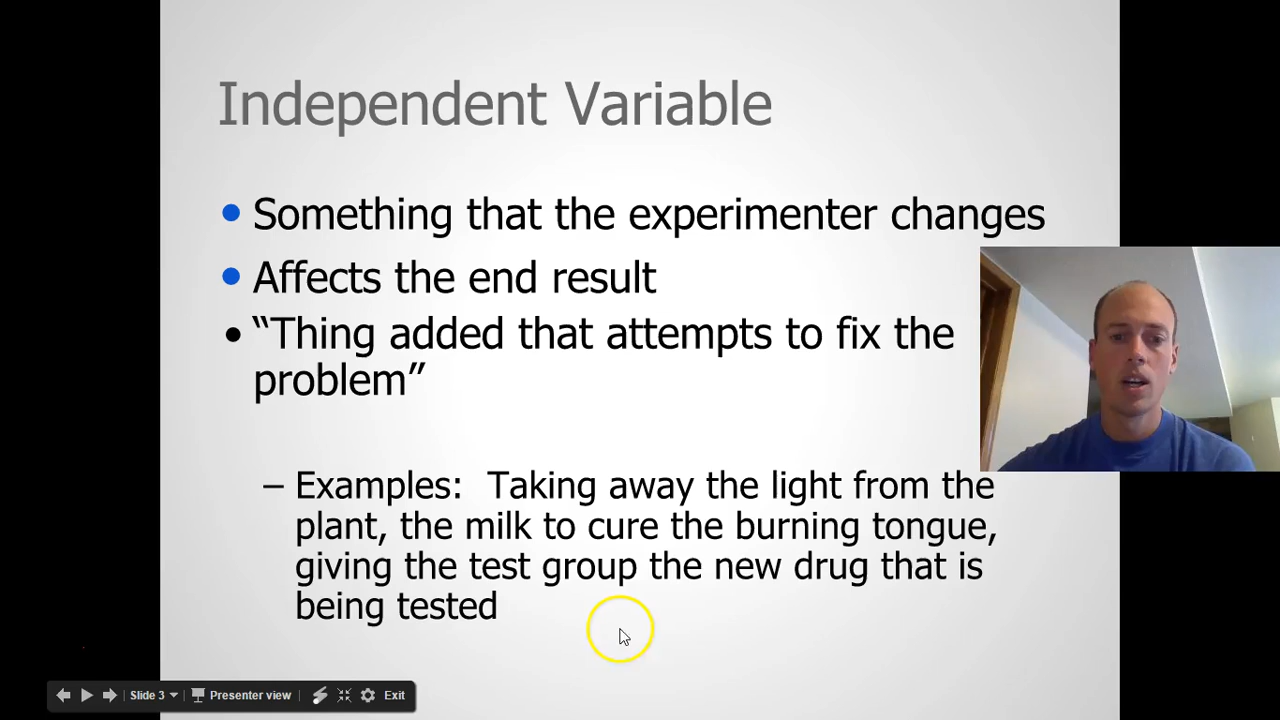 Independent Variable
• Something that the experimenter changes
• Affects the end result
• “Thing added that attempts to fix the
problem”
– Examples: Taking away the light from the
plant, the milk to cure the burning tongue,
giving the test group the new drug that is
being tested
Slide 3 Presenter view Exit